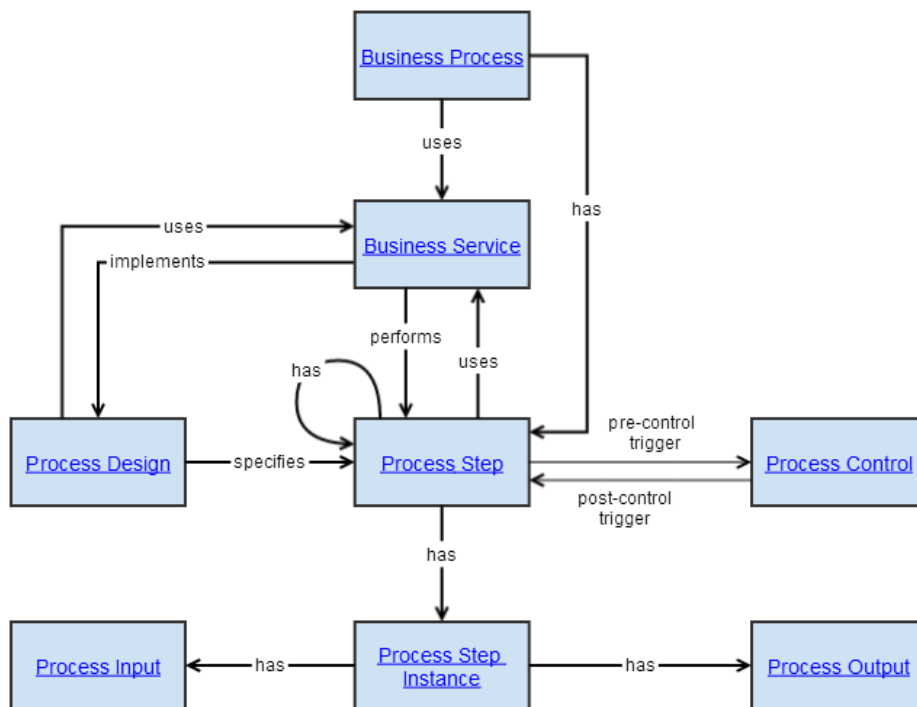 Business Process
uses
has
uses
Business Service
implements
performs
uses
has
pre-control
trigger
Process Design
specifies
Process Step
Process Control
post-control
trigger
has
Process Input
has
Process Step
Instance
has
Process Output